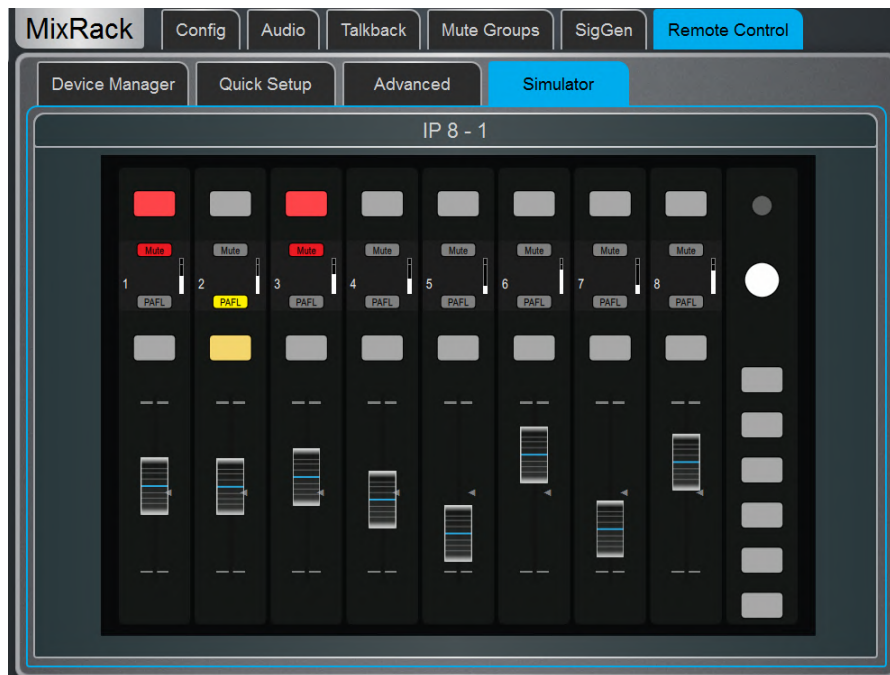 MixRack Config Audio Talkback Mute Groups SigGen Remote Control
Device Manager Quick Setup Advanced Simulator
IP 8 - 1
Mute Mute Mute Mute Mute Mute Mute Mute
1 2 3 4 5 6 7 8
PAFL PAFL PAFL PAFL PAFL PAFL PAFL PAFL